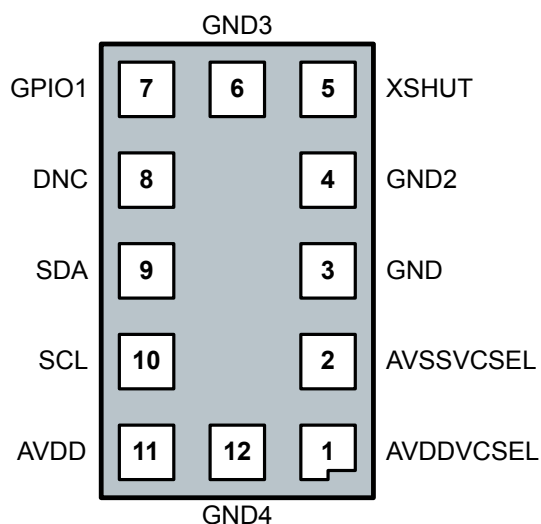 GND3
GPIO1 7 6 5 XSHUT
DNC 8 4 GND2
SDA 9 3 GND
SCL 10 2 AVSSVCSEL
AVDD 11 12 1 AVDDVCSEL
GND4